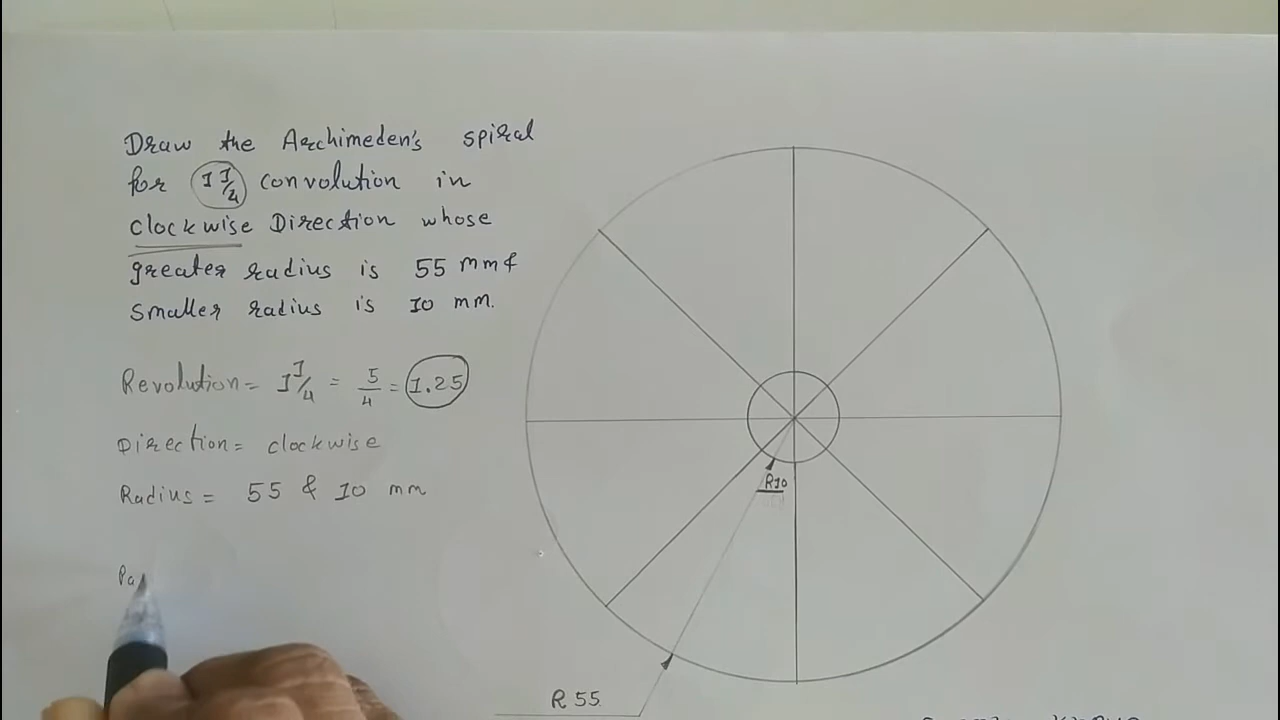 Draw the Archimeden's spiral
for 1 1/4 convolution in
clockwise Direction whose
greater radius is 55 mm &
smaller radius is 10 mm.
Revolution = 1 1/4 = 5/4 = 1.25
Direction = clockwise
Radius = 55 & 10 mm
Pa
R10
R 55